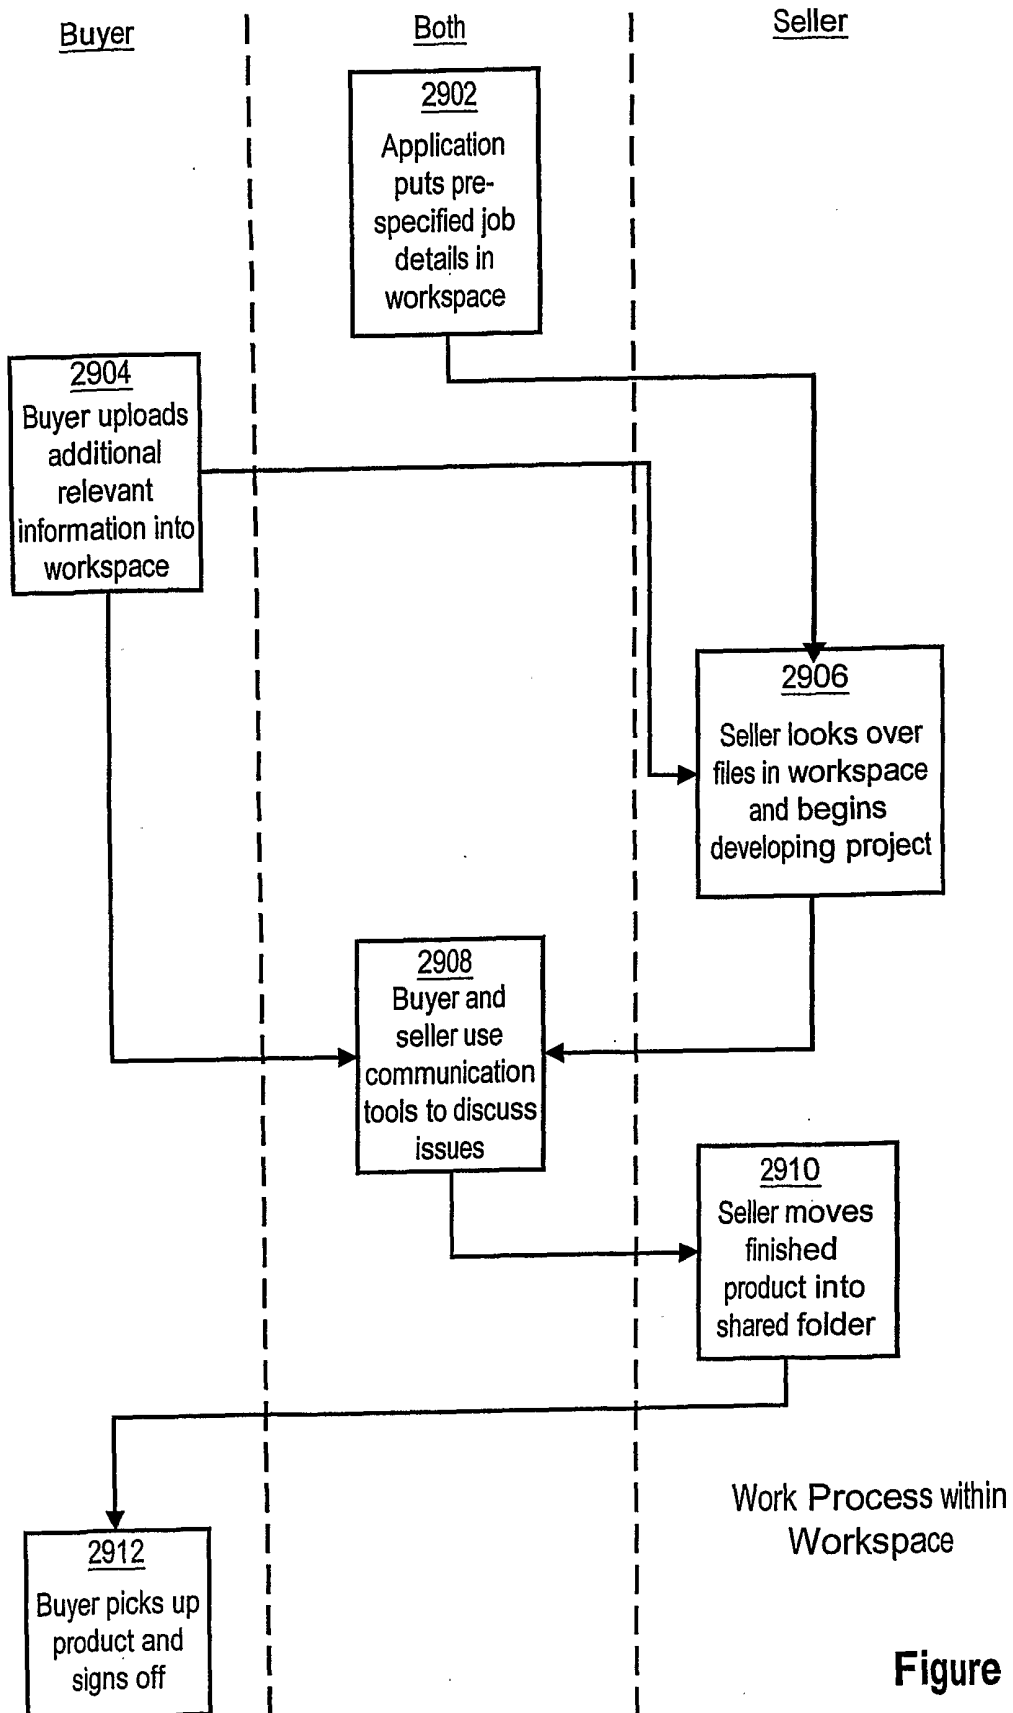 Buyer
Both
Seller
2902
Application
puts pre-
specified job
details in
workspace
2904
Buyer uploads
additional
relevant
information into
workspace
2906
Seller looks over
files in workspace
and begins
developing project
2908
Buyer and
seller use
communication
tools to discuss
issues
2910
Seller moves
finished
product into
shared folder
2912
Buyer picks up
product and
signs off
Work Process within
Workspace
Figure